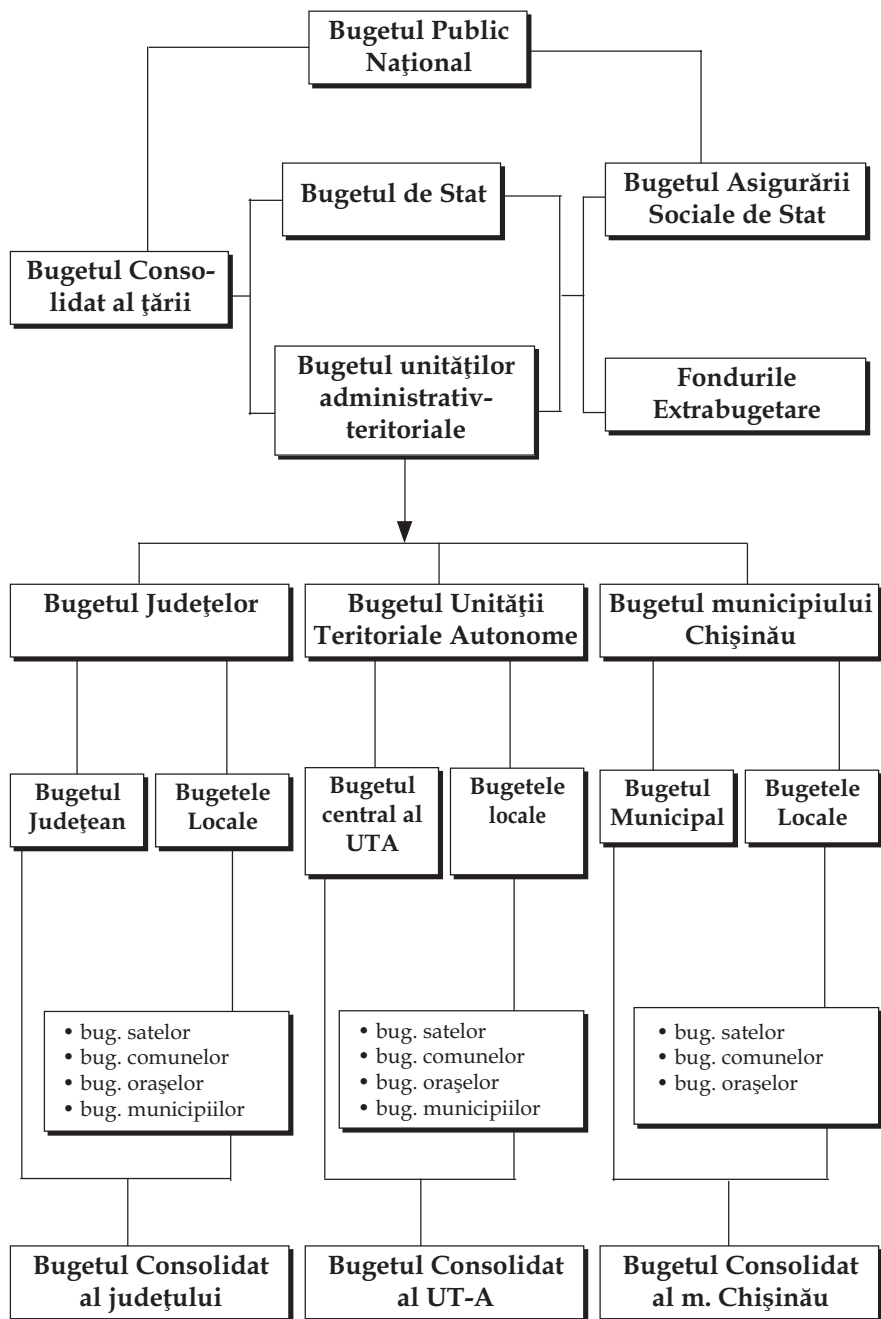 Bugetul Public
Naţional
Bugetul de Stat
Bugetul Asigurării
Sociale de Stat
Bugetul Conso-
lidat al ţării
Bugetul unităţilor
administrativ-
teritoriale
Fondurile
Extrabugetare
Bugetul Judeţelor
Bugetul Unităţii
Teritoriale Autonome
Bugetul municipiului
Chişinău
Bugetul
Judeţean
Bugetele
Locale
Bugetul
central al
UTA
Bugetele
locale
Bugetul
Municipal
Bugetele
Locale
• bug. satelor
• bug. comunelor
• bug. oraşelor
• bug. municipiilor
• bug. satelor
• bug. comunelor
• bug. oraşelor
• bug. municipiilor
• bug. satelor
• bug. comunelor
• bug. oraşelor
Bugetul Consolidat
al judeţului
Bugetul Consolidat
al UT-A
Bugetul Consolidat
al m. Chişinău